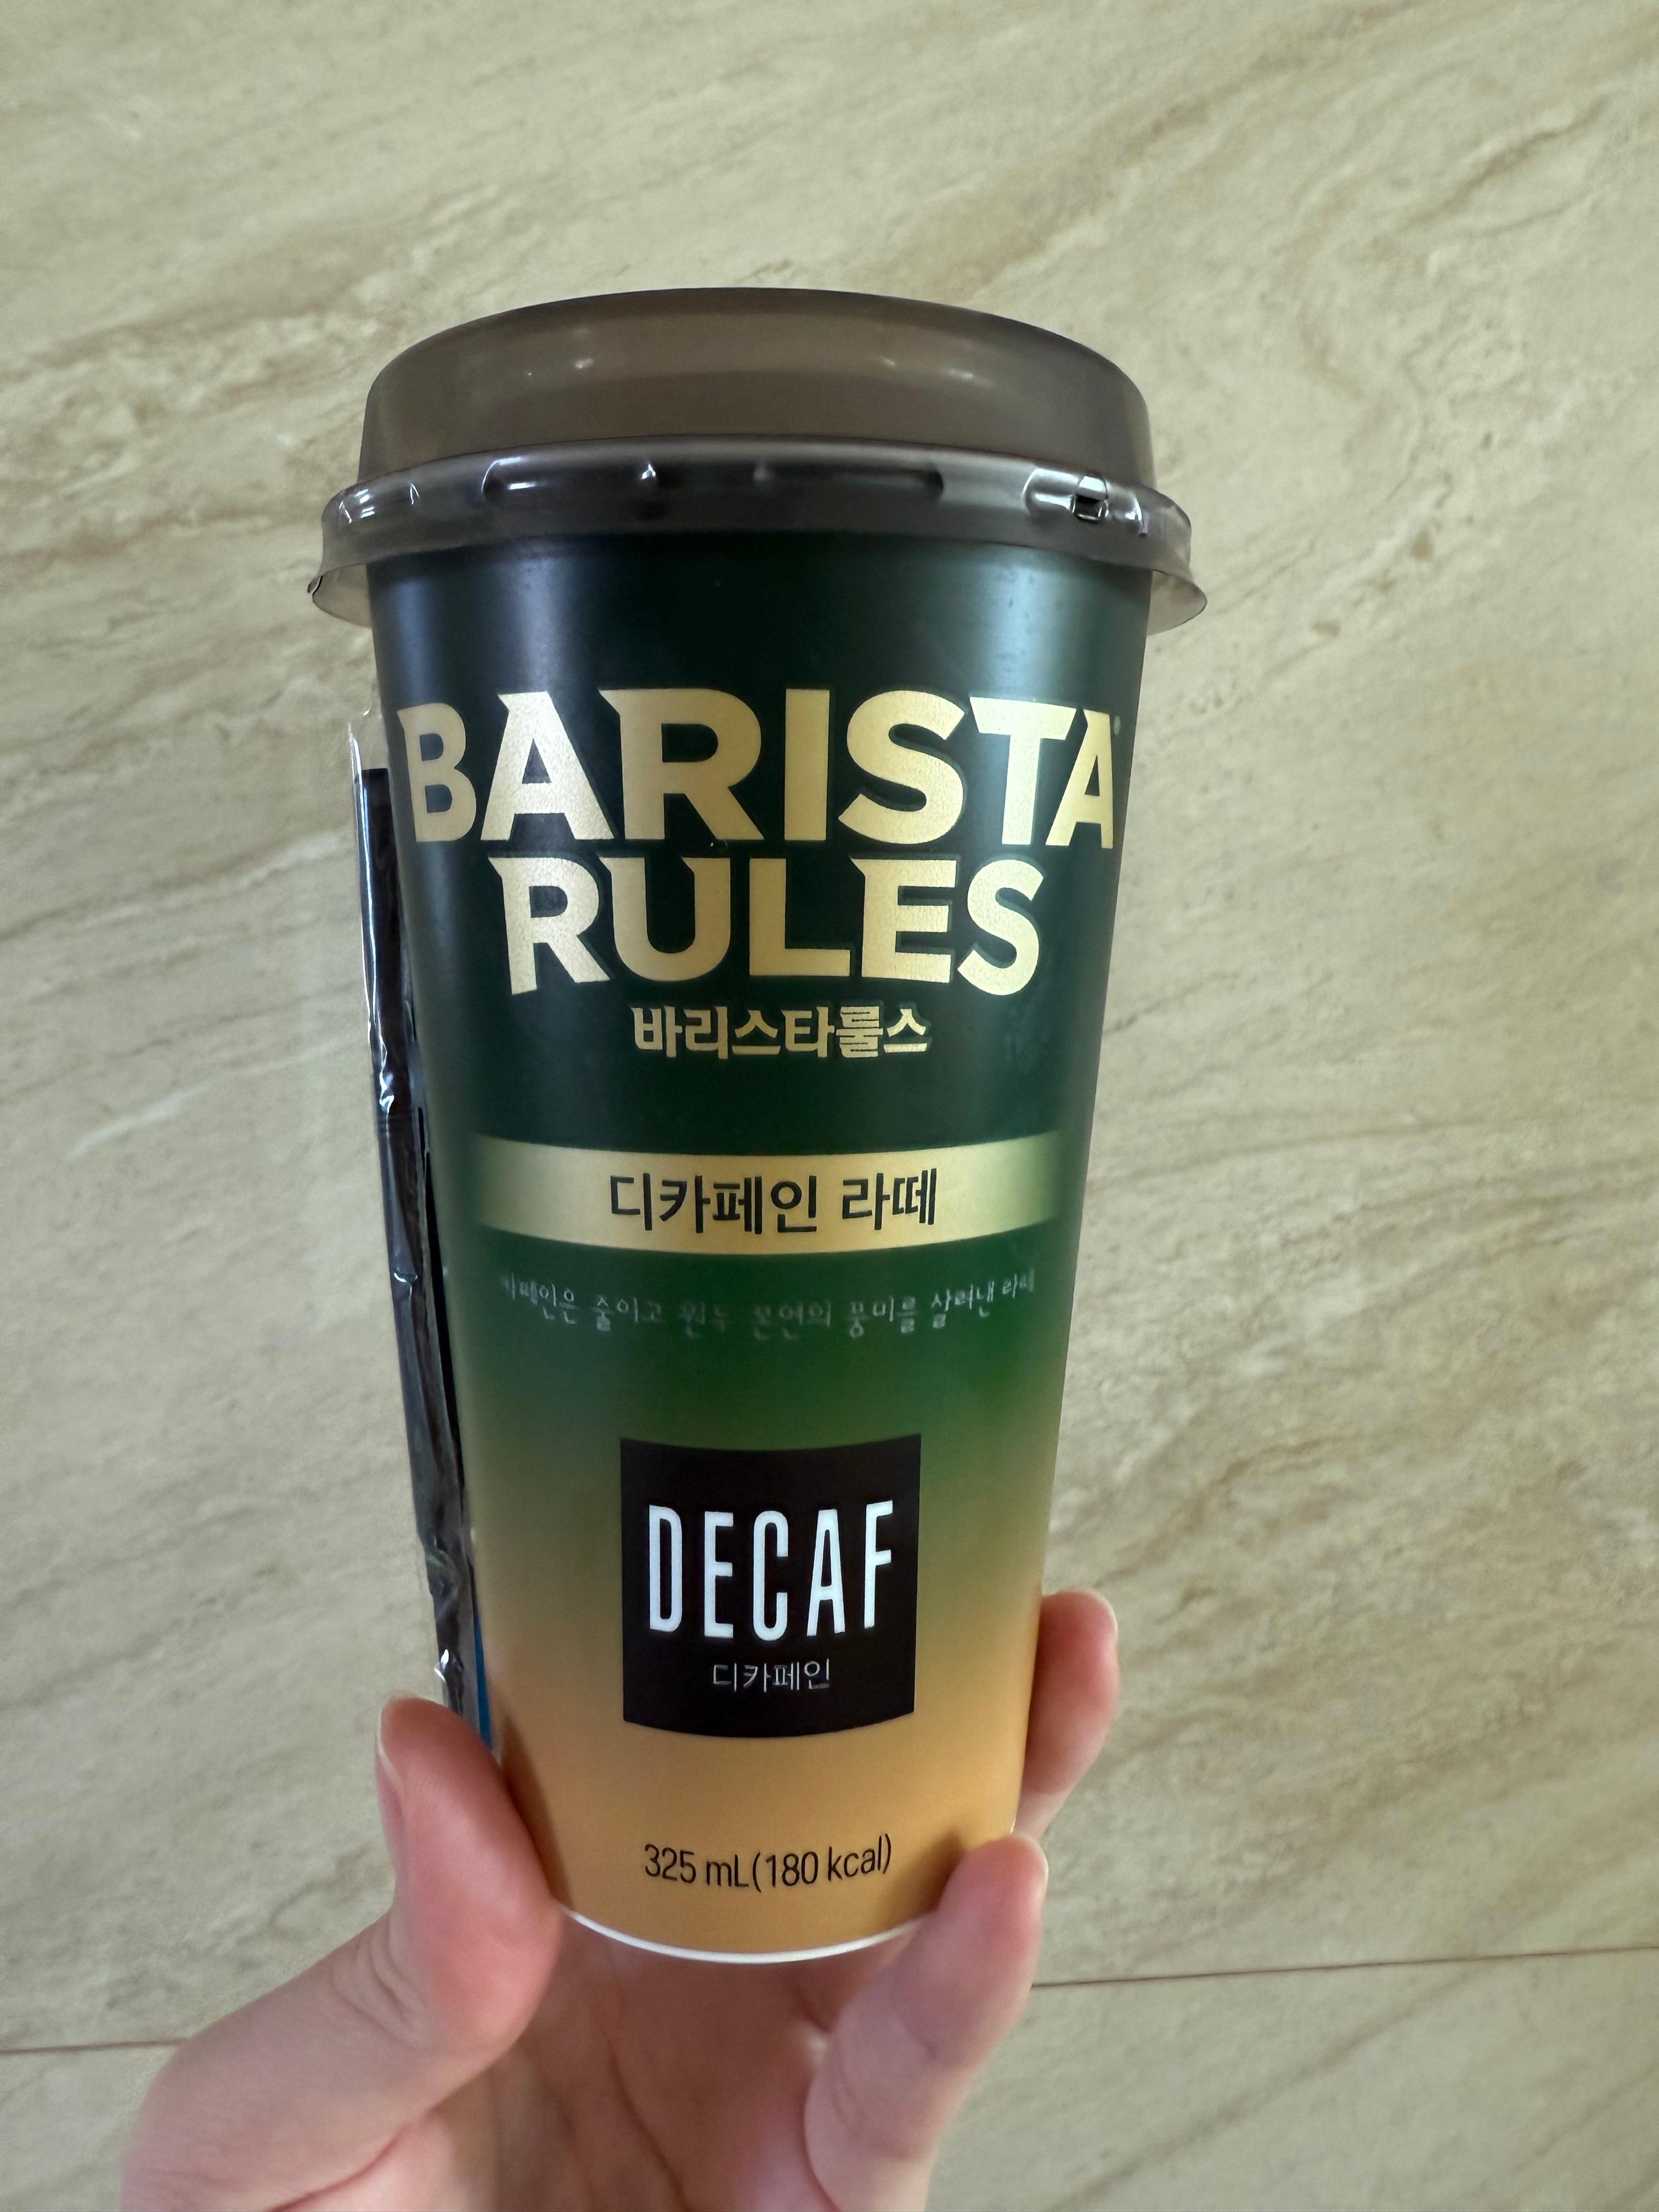 BARISTA
RULES
바리스타룰스
디카페인 라떼
카페인은 줄이고 원두 본연의 풍미를 살려낸 라떼
DECAF
디카페인
325 mL(180 kcal)